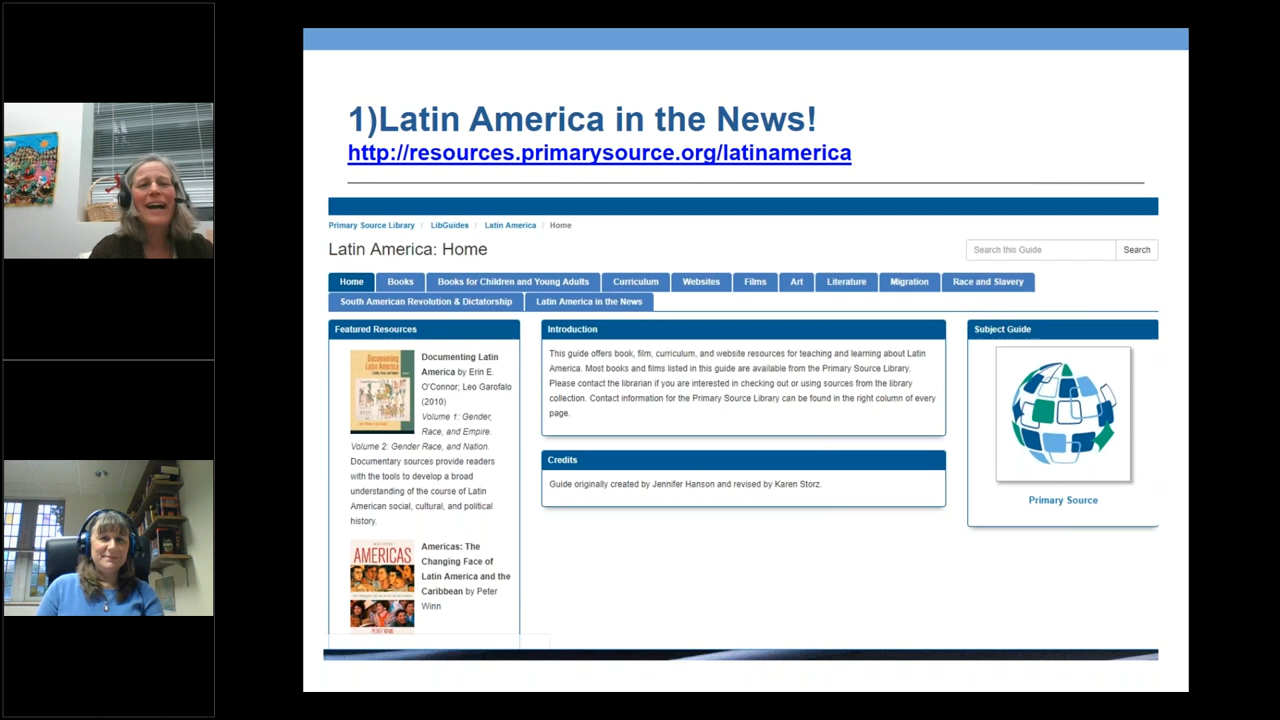 1)Latin America in the News!
http://resources.primarysource.org/latinamerica
Primary Source Library / LibGuides / Latin America / Home
Latin America: Home
Search this Guide
Search
Home
Books
Books for Children and Young Adults
Curriculum
Websites
Films
Art
Literature
Migration
Race and Slavery
South American Revolution & Dictatorship
Latin America in the News
Featured Resources
Documenting Latin America
Documenting Latin
America by Erin E.
O'Connor; Leo Garofalo
(2010)
Volume 1: Gender,
Race, and Empire.
Volume 2: Gender Race, and Nation.
Documentary sources provide readers
with the tools to develop a broad
understanding of the course of Latin
American social, cultural, and political
history.
AMERICAS
PETER WINN
Americas: The
Changing Face of
Latin America and the
Caribbean by Peter
Winn
Introduction
This guide offers book, film, curriculum, and website resources for teaching and learning about Latin
America. Most books and films listed in this guide are available from the Primary Source Library.
Please contact the librarian if you are interested in checking out or using sources from the library
collection. Contact information for the Primary Source Library can be found in the right column of every
page.
Credits
Guide originally created by Jennifer Hanson and revised by Karen Storz.
Subject Guide
Primary Source